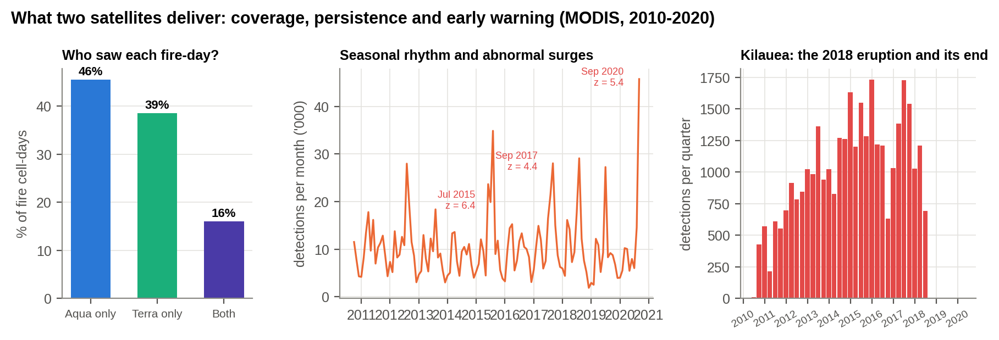 What two satellites deliver: coverage, persistence and early warning (MODIS, 2010-2020)
Who saw each fire-day?
46%
39%
16%
% of fire cell-days
40
30
20
10
0
Aqua only
Terra only
Both
Seasonal rhythm and abnormal surges
Sep 2020
z = 5.4
Sep 2017
z = 4.4
Jul 2015
z = 6.4
detections per month ('000)
40
30
20
10
0
2011
2012
2013
2014
2015
2016
2017
2018
2019
2020
2021
Kilauea: the 2018 eruption and its end
detections per quarter
1750
1500
1250
1000
750
500
250
0
2010
2011
2012
2013
2014
2015
2016
2017
2018
2019
2020